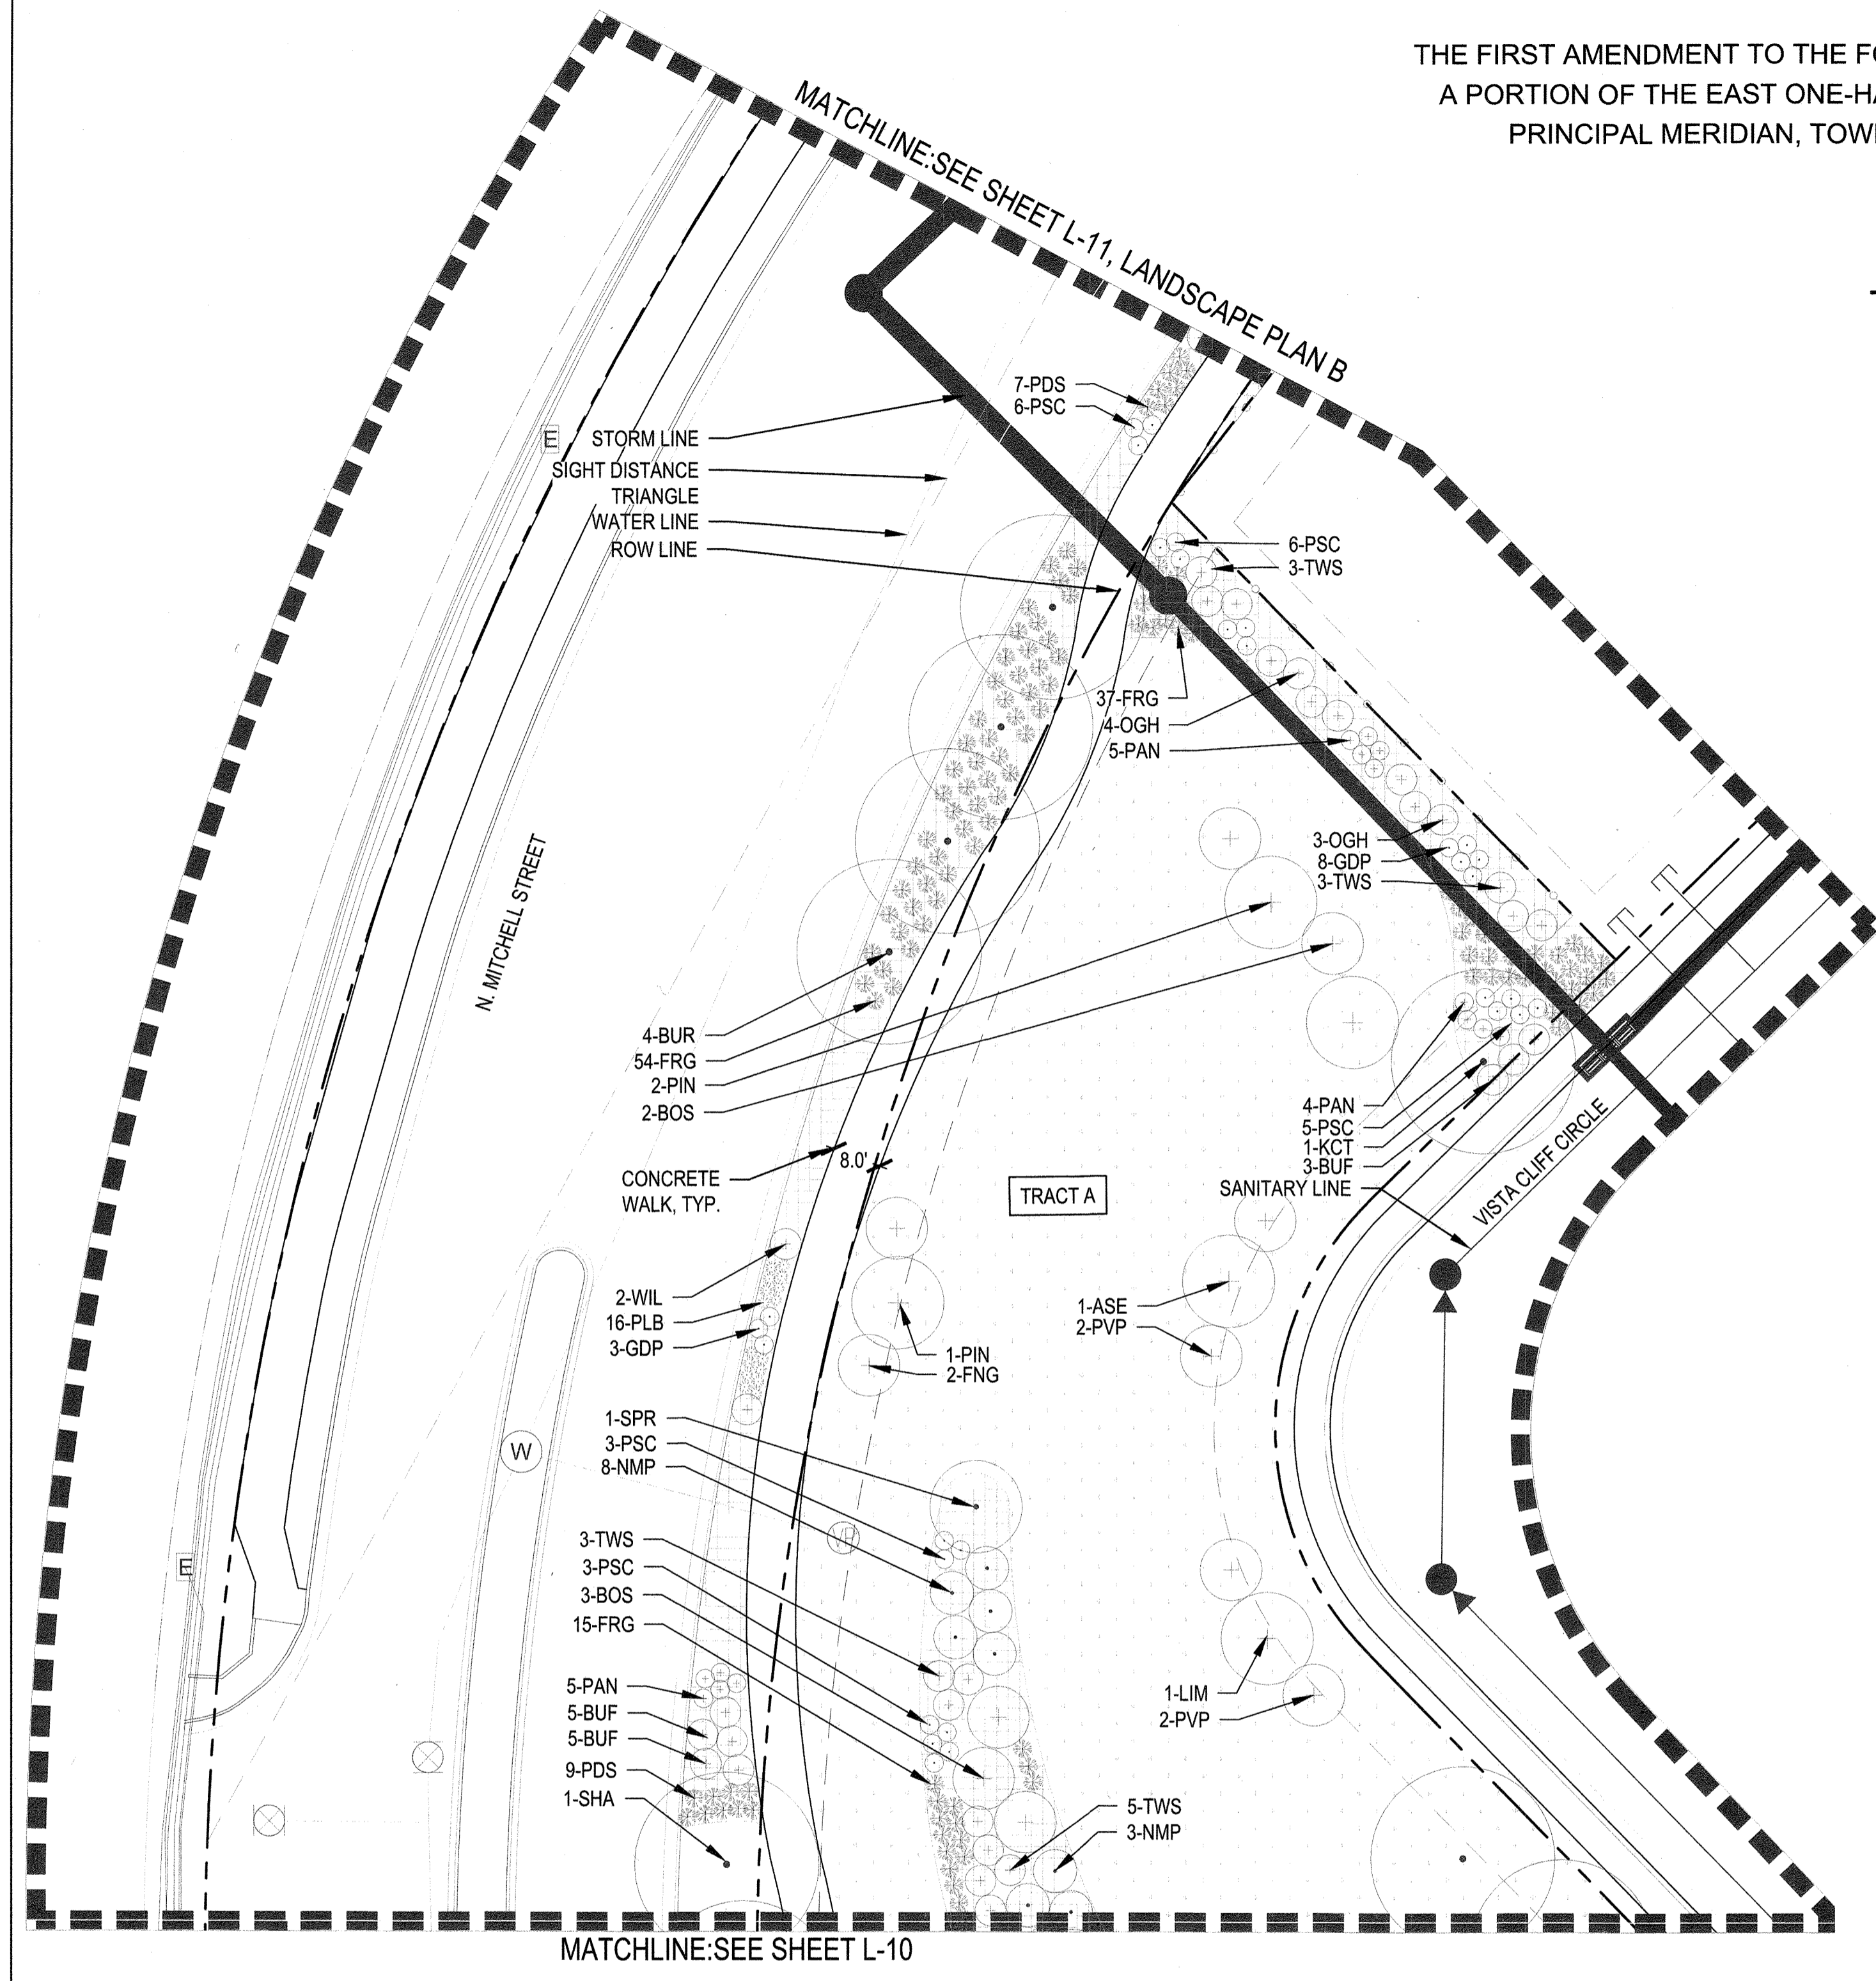 THE FIRST AMENDMENT TO THE
A PORTION OF THE EAST
PRINCIPAL MERIDIAN,
MATCHLINE:SEE SHEET L-11, LANDSCAPE PLAN B
7-PDS
6-PSC
E
STORM LINE
SIGHT DISTANCE
TRIANGLE
WATER LINE
ROW LINE
6-PSC
3-TWS
37-FRG
4-OGH
5-PAN
3-OGH
8-GDP
3-TWS
N. MITCHELL STREET
4-BUR
54-FRG
2-PIN
2-BOS
4-PAN
5-PSC
1-KCT
3-BUF
SANITARY LINE
VISTA CLIFF CIRCLE
8.0'
CONCRETE
WALK, TYP.
TRACT A
2-WIL
16-PLB
3-GDP
1-ASE
2-PVP
1-PIN
2-FNG
1-SPR
3-PSC
8-NMP
W
E
3-TWS
3-PSC
3-BOS
15-FRG
5-PAN
5-BUF
5-BUF
9-PDS
1-SHA
1-LIM
2-PVP
5-TWS
3-NMP
MATCHLINE:SEE SHEET L-10